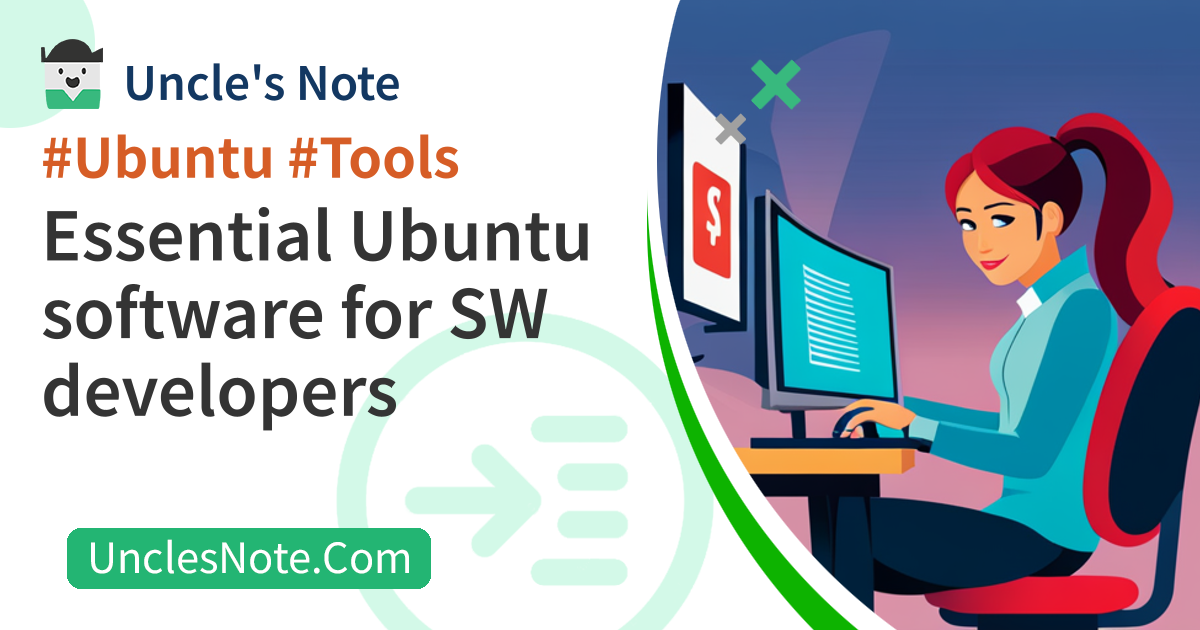 Uncle's Note
#Ubuntu #Tools
Essential Ubuntu
software for SW
developers
UnclesNote.Com